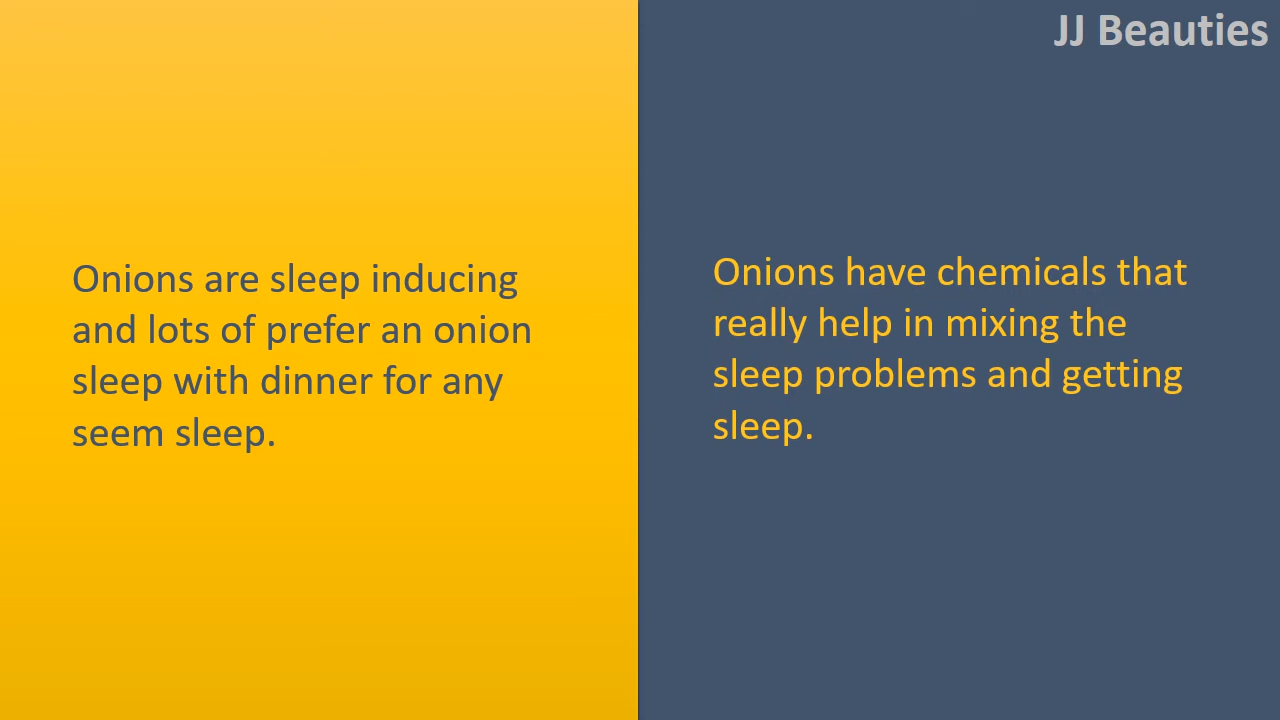 JJ Beauties
Onions are sleep inducing
and lots of prefer an onion
sleep with dinner for any
seem sleep.
Onions have chemicals that
really help in mixing the
sleep problems and getting
sleep.